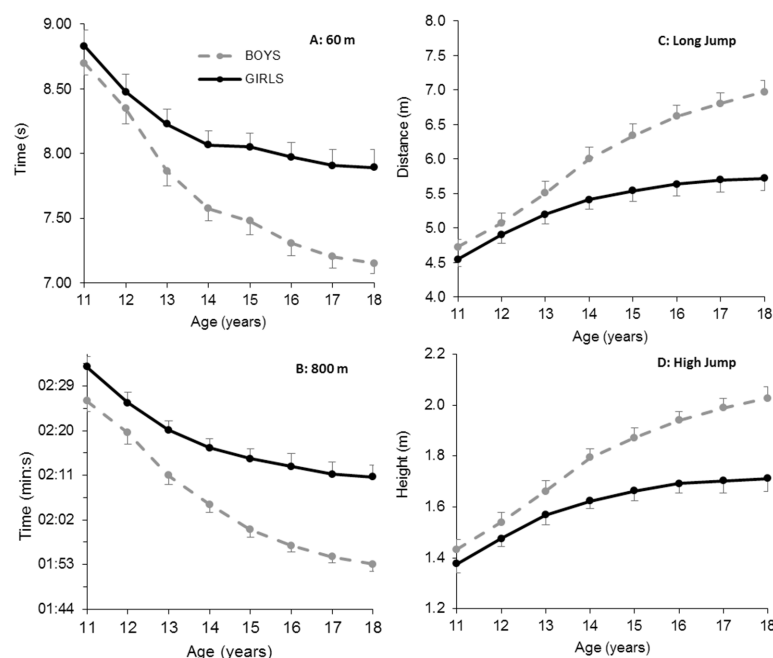 A: 60 m
BOYS
GIRLS
Time (s)
9.00
8.50
8.00
7.50
7.00
11 12 13 14 15 16 17 18
Age (years)
C: Long Jump
Distance (m)
8.0
7.5
7.0
6.5
6.0
5.5
5.0
4.5
4.0
11 12 13 14 15 16 17 18
Age (years)
B: 800 m
Time (min:s)
02:29
02:20
02:11
02:02
01:53
01:44
11 12 13 14 15 16 17 18
Age (years)
D: High Jump
Height (m)
2.2
2.0
1.8
1.6
1.4
1.2
11 12 13 14 15 16 17 18
Age (years)